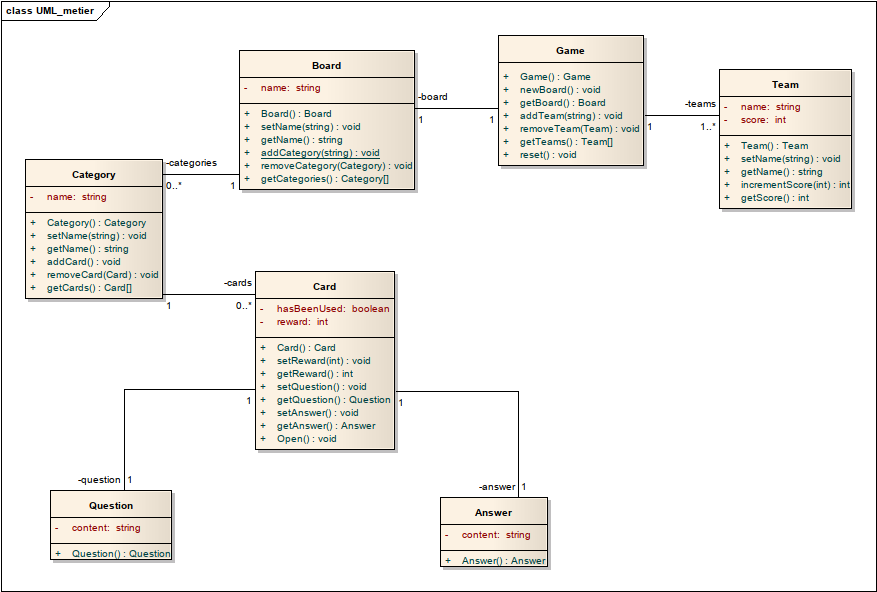 class UML_metier
Board
- name: string
+ Board() : Board
+ setName(string) : void
+ getName() : string
+ addCategory(string) : void
+ removeCategory(Category) : void
+ getCategories() : Category[]
-board
1
1
Game
+ Game() : Game
+ newBoard() : void
+ getBoard() : Board
+ addTeam(string) : void
+ removeTeam(Team) : void
+ getTeams() : Team[]
+ reset() : void
-teams
1
1..*
Team
- name: string
- score: int
+ Team() : Team
+ setName(string) : void
+ getName() : string
+ incrementScore(int) : int
+ getScore() : int
-categories
0..*
1
Category
- name: string
+ Category() : Category
+ setName(string) : void
+ getName() : string
+ addCard() : void
+ removeCard(Card) : void
+ getCards() : Card[]
-cards
1
0..*
Card
- hasBeenUsed: boolean
- reward: int
+ Card() : Card
+ setReward(int) : void
+ getReward() : int
+ setQuestion() : void
+ getQuestion() : Question
+ setAnswer() : void
+ getAnswer() : Answer
+ Open() : void
1
1
-question 1
Question
- content: string
+ Question() : Question
-answer 1
Answer
- content: string
+ Answer() : Answer